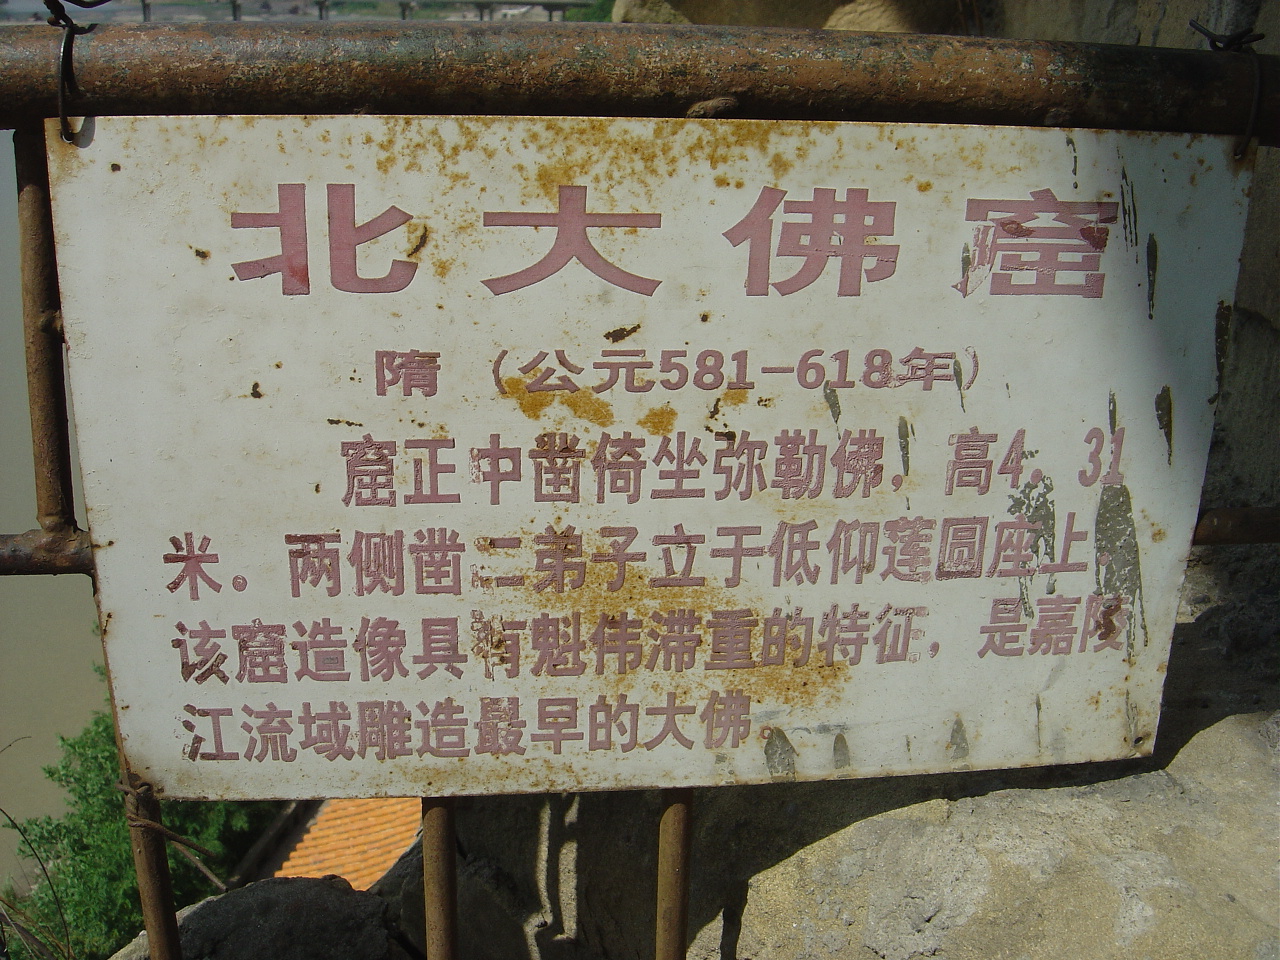 北大佛窟
隋（公元581—618年）
窟正中凿倚坐弥勒佛，高4．31
米。两侧凿二弟子立于低仰莲圆座上．
该窟造像具有魁伟滞重的特征，是嘉陵
江流域雕造最早的大佛。